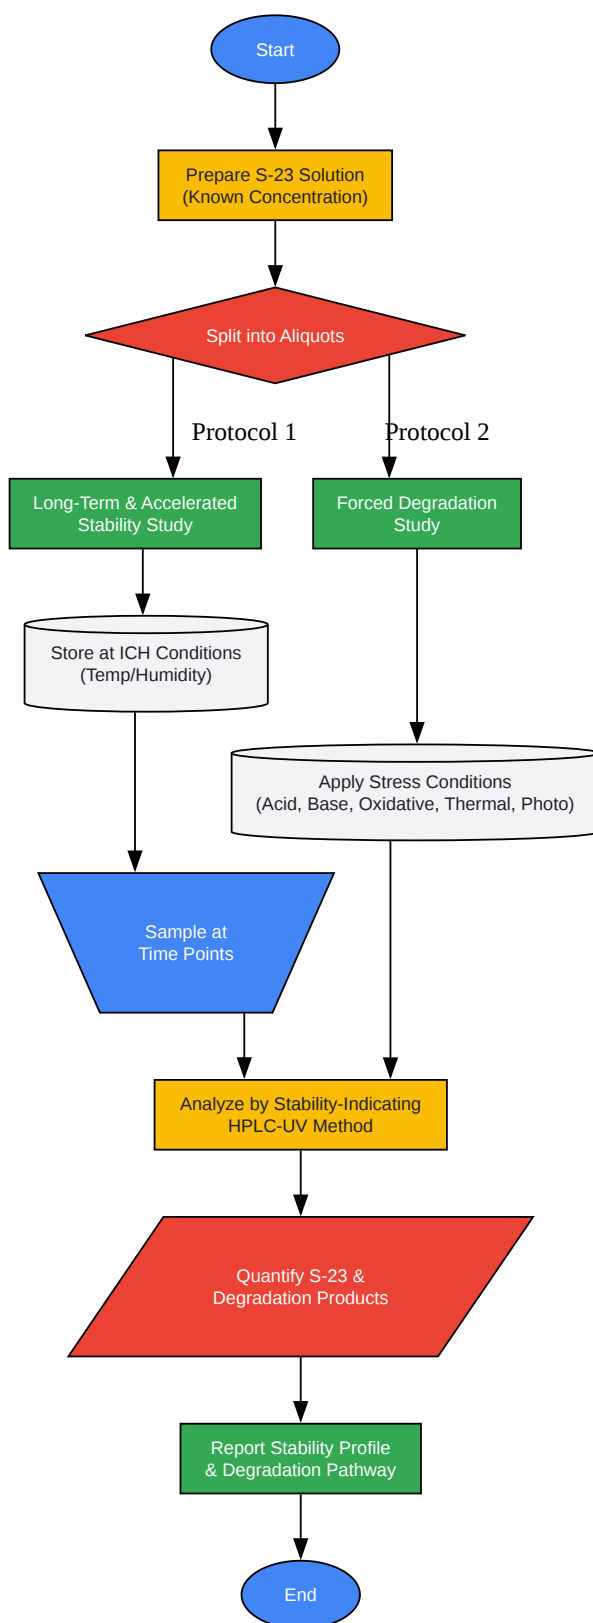 Start
Prepare S-23 Solution
(Known Concentration)
Split into Aliquots
Protocol 1
Protocol 2
Long-Term & Accelerated
Stability Study
Forced Degradation
Study
Store at ICH Conditions
(Temp/Humidity)
Apply Stress Conditions
(Acid, Base, Oxidative, Thermal, Photo)
Sample at
Time Points
Analyze by Stability-Indicating
HPLC-UV Method
Quantify S-23 &
Degradation Products
Report Stability Profile
& Degradation Pathway
End